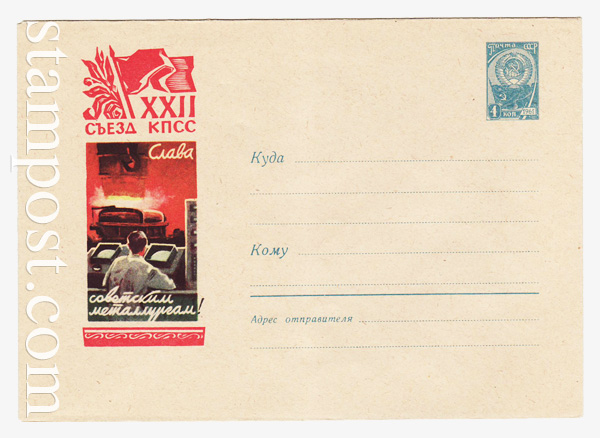 stampost.com
XXII
СЪЕЗД КПСС
Слава
советским
металлургам!
Почта СССР
4 коп 1961
Куда
Кому
Адрес отправителя